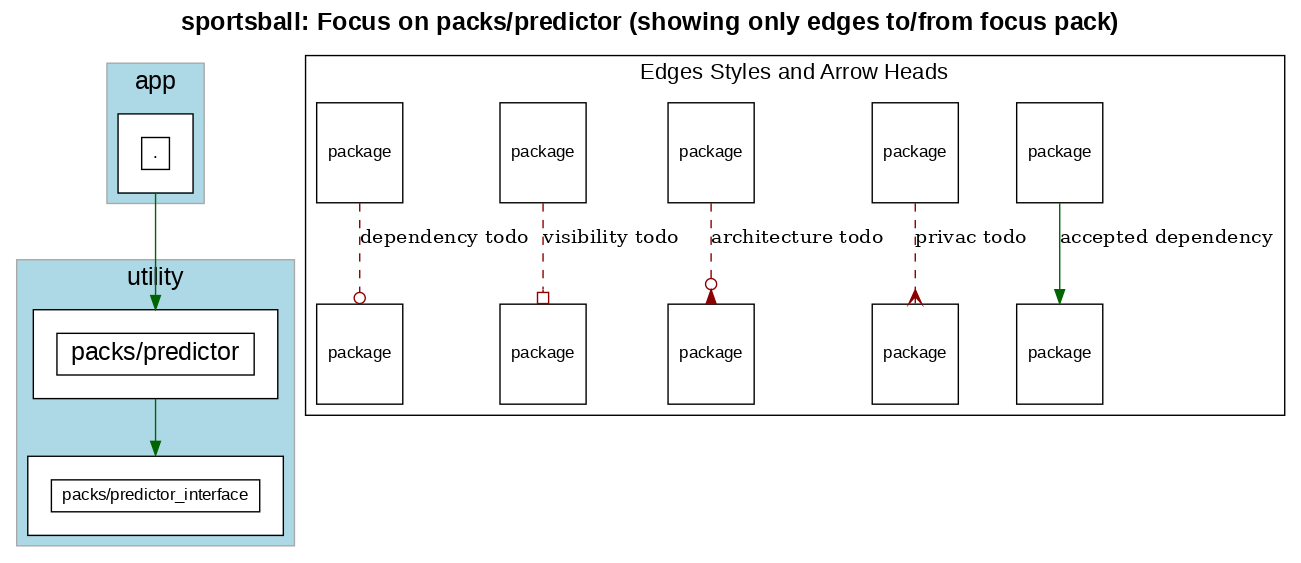 sportsball: Focus on packs/predictor (showing only edges to/from focus pack)
app
.
utility
packs/predictor
packs/predictor_interface
Edges Styles and Arrow Heads
package package package package package
dependency todo visibility todo architecture todo privac todo accepted dependency
package package package package package